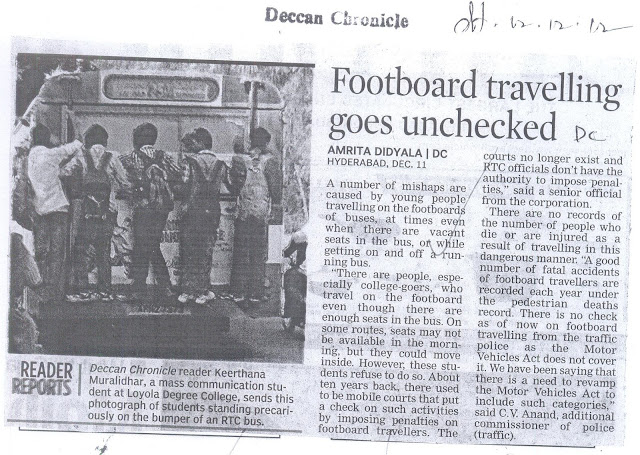 Deccan Chronicle
dt. 12.12.12
Footboard travelling
goes unchecked
DC
AMRITA DIDYALA | DC
HYDERABAD, DEC. 11
A number of mishaps are
caused by young people
travelling on the footboards
of buses, at times even
when there are vacant
seats in the bus, or while
getting on and off a run-
ning bus.
“There are people, espe-
cially college-goers, who
travel on the footboard
even though there are
enough seats in the bus. On
some routes, seats may not
be available in the morn-
ing, but they could move
inside. However, these stu-
dents refuse to do so. About
ten years back, there used
to be mobile courts that put
a check on such activities
by imposing penalties on
footboard travellers. The
courts no longer exist and
RTC officials don’t have the
authority to impose penal-
ties,” said a senior official
from the corporation.
There are no records of
the number of people who
die or are injured as a
result of travelling in this
dangerous manner. “A good
number of fatal accidents
of footboard travellers are
recorded each year under
the pedestrian deaths
record. There is no check
as of now on footboard
travelling from the traffic
police as the Motor
Vehicles Act does not cover
it. We have been saying that
there is a need to revamp
the Motor Vehicles Act to
include such categories,”
said C.V. Anand, additional
commissioner of police
(traffic).
READER
REPORTS
Deccan Chronicle reader Keerthana
Muralidhar, a mass communication stu-
dent at Loyola Degree College, sends this
photograph of students standing precari-
ously on the bumper of an RTC bus.